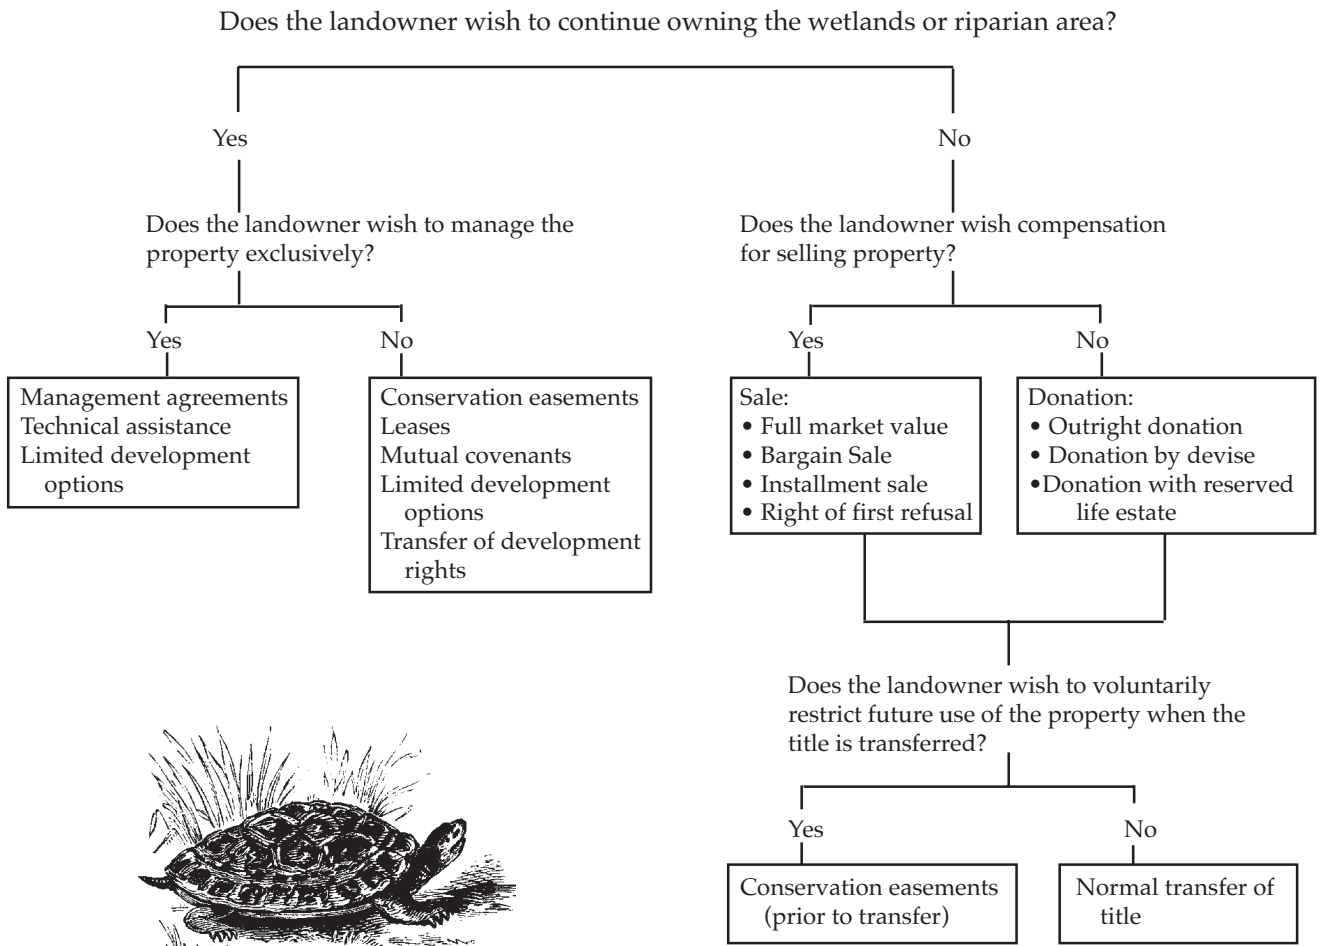 Does the landowner wish to continue owning the wetlands or riparian area?
Yes
No
Does the landowner wish to manage the
property exclusively?
Does the landowner wish compensation
for selling property?
Yes
No
Yes
No
Management agreements
Technical assistance
Limited development
options
Conservation easements
Leases
Mutual covenants
Limited development
options
Transfer of development
rights
Sale:
• Full market value
• Bargain Sale
• Installment sale
• Right of first refusal
Donation:
• Outright donation
• Donation by devise
•Donation with reserved
life estate
Does the landowner wish to voluntarily
restrict future use of the property when the
title is transferred?
Yes
No
Conservation easements
(prior to transfer)
Normal transfer of
title